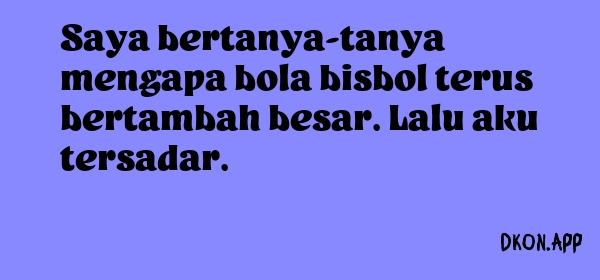 Saya bertanya-tanya
mengapa bola bisbol terus
bertambah besar. Lalu aku
tersadar.
DKON.APP